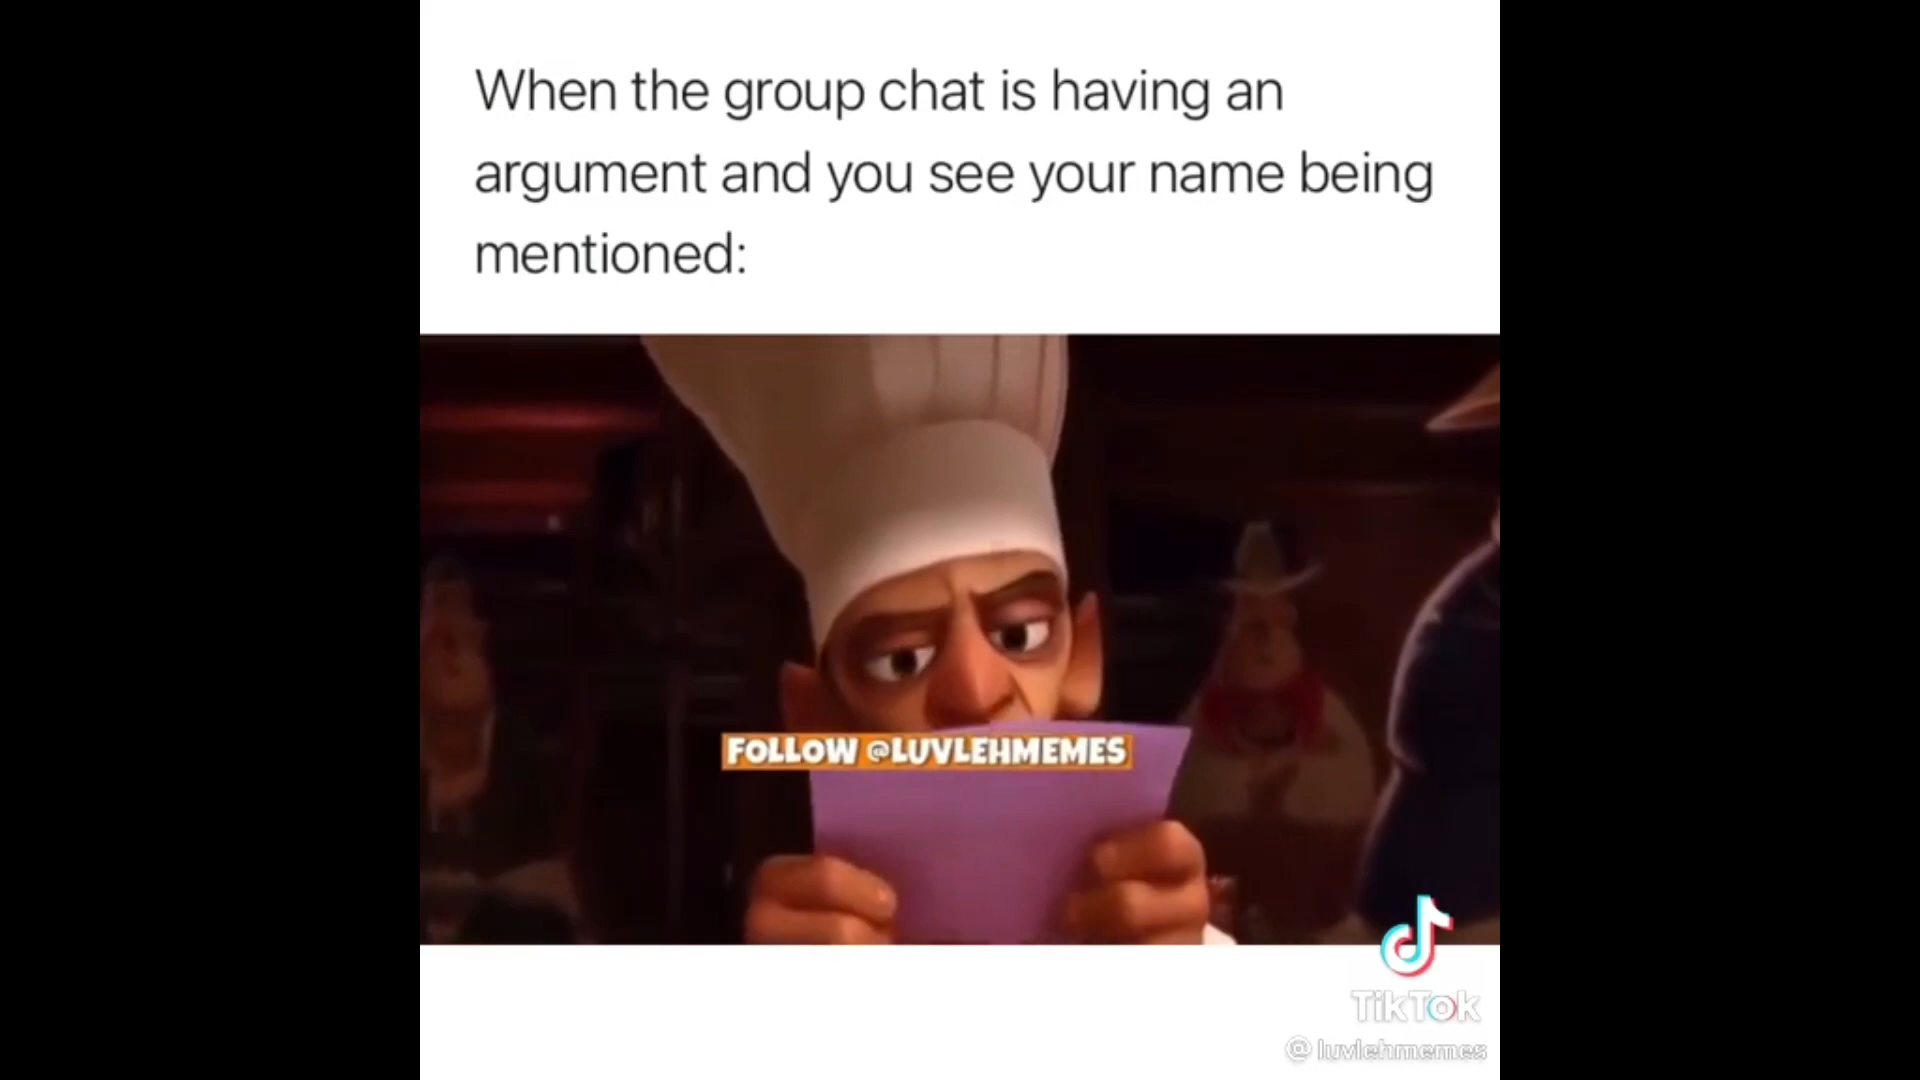 When the group chat is having an
argument and you see your name being
mentioned:
FOLLOW @LUVLEHMEMES
TikTok
@luvlehmemes